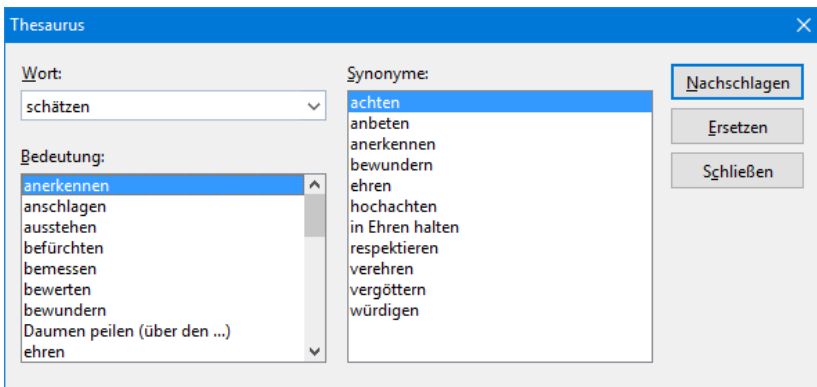 Thesaurus
Wort:
schätzen
Bedeutung:
anerkennen
anschlagen
ausstehen
befürchten
bemessen
bewerten
bewundern
Daumen peilen (über den ...)
ehren
Synonyme:
achten
anbeten
anerkennen
bewundern
ehren
hochachten
in Ehren halten
respektieren
verehren
vergöttern
würdigen
Nachschlagen
Ersetzen
Schließen